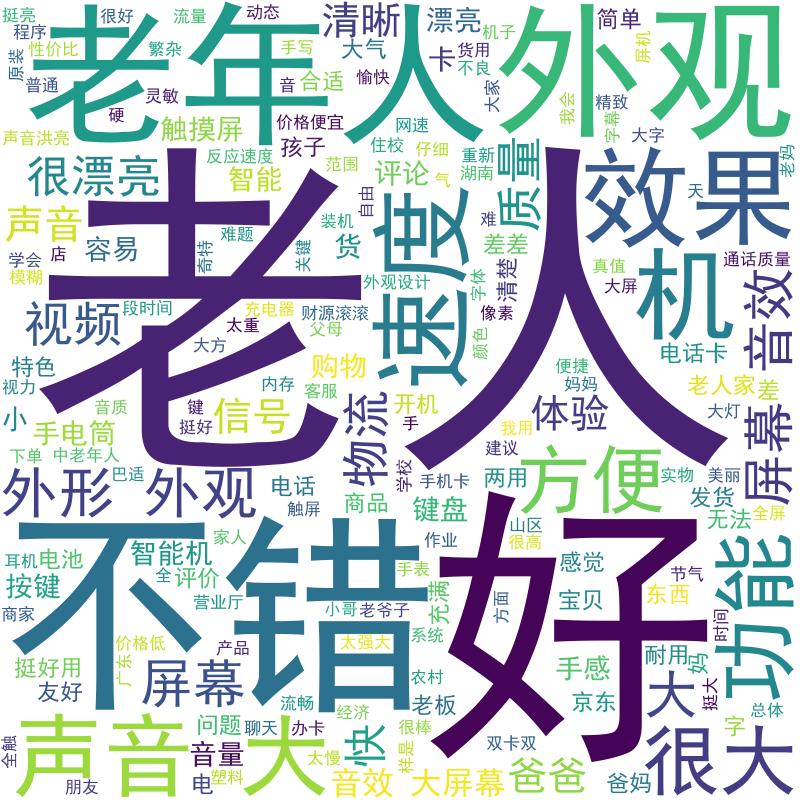 老年人
外观
清晰
漂亮
简单
挺亮
很好
流量
动态
程序
性价比
繁杂
手写
大气
卡
货用
机子
屏机
原装
普通
灵敏
音
合适
愉快
不良
大家
我会
精致
字幕
大字
老妈
硬
声音洪亮
触摸屏
价格便宜
网速
反应速度
孩子
住校
仔细
重新
质量
很漂亮
智能
范围
评论
气
湖南
效果
天
老人
声音
装机
自由
速度
难
差差
真值
通话质量
店
容易
难题
奇特
关键
货
清楚
机
大屏
学会
模糊
段时间
外观设计
字体
音效
视频
充电器
财源滚滚
像素
太重
父母
颜色
电话卡
大方
特色
购物
便捷
老人家
差
视力
音质
内存
客服
妈妈
小
信号
键
开机
我用
体验
大灯
手电筒
挺好
物流
手
建议
屏幕
下单
中老年人
方便
外形
外观
巴适
电话
学校
手机卡
两用
实物
美丽
发货
触屏
商品
键盘
无法
全屏
不错
好
山区
很高
家人
作业
功能
耳机
电池
智能机
感觉
节气
按键
全
评价
手表
充满
宝贝
东西
商家
营业厅
小哥
老爷子
方面
时间
价格低
广东
产品
太强大
系统
挺好用
手感
耐用
妈
友好
屏幕
农村
京东
大
挺大
流畅
经济
老板
字
总体
声音
大
问题
聊天
办卡
快
很棒
很大
全触
音量
太慢
样是
双卡双
朋友
电
塑料
音效
大屏幕
爸爸
爸妈